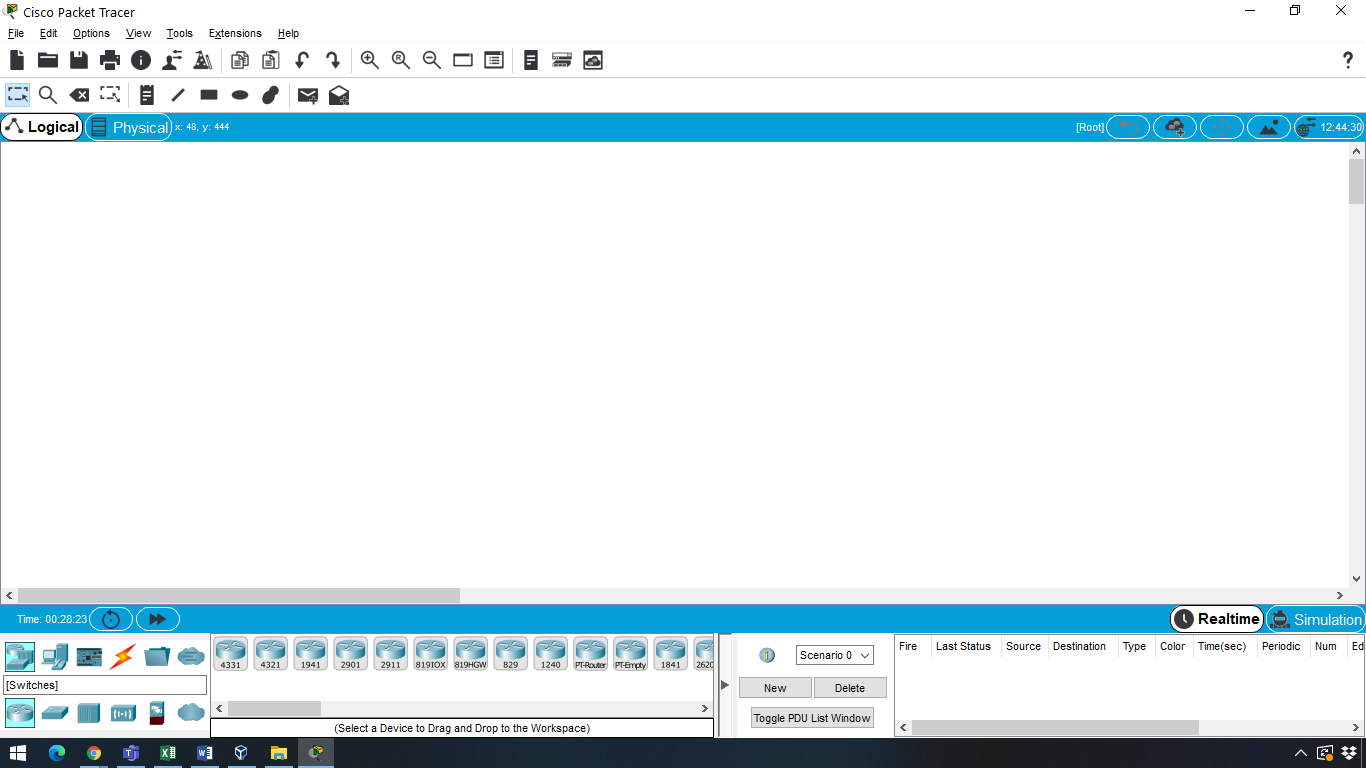 Cisco Packet Tracer
File Edit Options View Tools Extensions Help
R
?
Logical Physical x: 48, y: 444 [Root] 12:44:30
Time: 00:28:23 Realtime Simulation
4331 4321 1941 2901 2911 819IOX 819HGW 829 1240 PT-Router PT-Empty 1841 2620
[Switches]
(Select a Device to Drag and Drop to the Workspace)
Scenario 0
New Delete
Toggle PDU List Window
Fire Last Status Source Destination Type Color Time(sec) Periodic Num Ed